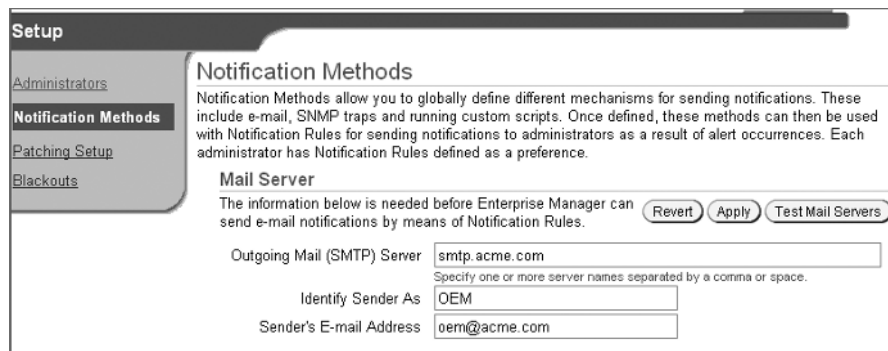 Setup
Administrators
Notification Methods
Patching Setup
Blackouts
Notification Methods
Notification Methods allow you to globally define different mechanisms for sending notifications. These
include e-mail, SNMP traps and running custom scripts. Once defined, these methods can then be used
with Notification Rules for sending notifications to administrators as a result of alert occurrences. Each
administrator has Notification Rules defined as a preference.
Mail Server
The information below is needed before Enterprise Manager can
send e-mail notifications by means of Notification Rules.
Revert Apply Test Mail Servers
Outgoing Mail (SMTP) Server smtp.acme.com
Specify one or more server names separated by a comma or space.
Identify Sender As OEM
Sender's E-mail Address oem@acme.com